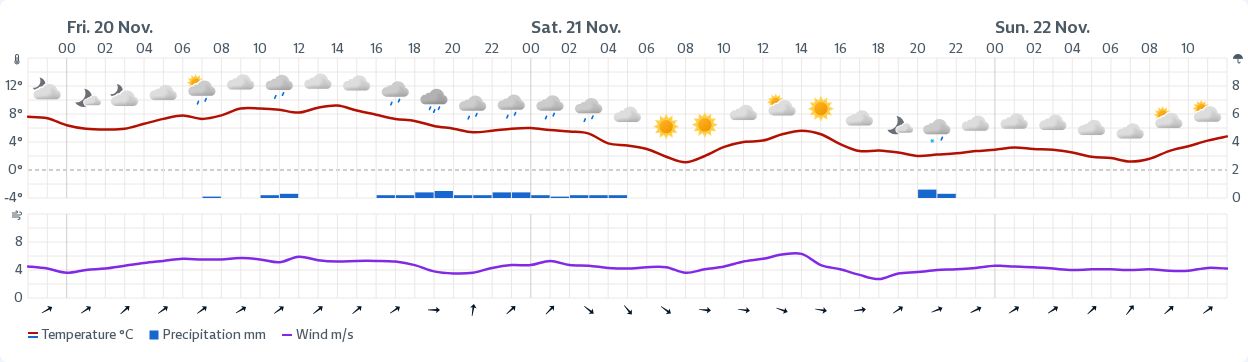 Fri. 20 Nov. Sat. 21 Nov. Sun. 22 Nov.
00 02 04 06 08 10 12 14 16 18 20 22 00 02 04 06 08 10 12 14 16 18 20 22 00 02 04 06 08 10
12° 8
8° 6
4° 4
0° 2
-4° 0
8
4
0
Temperature °C Precipitation mm Wind m/s